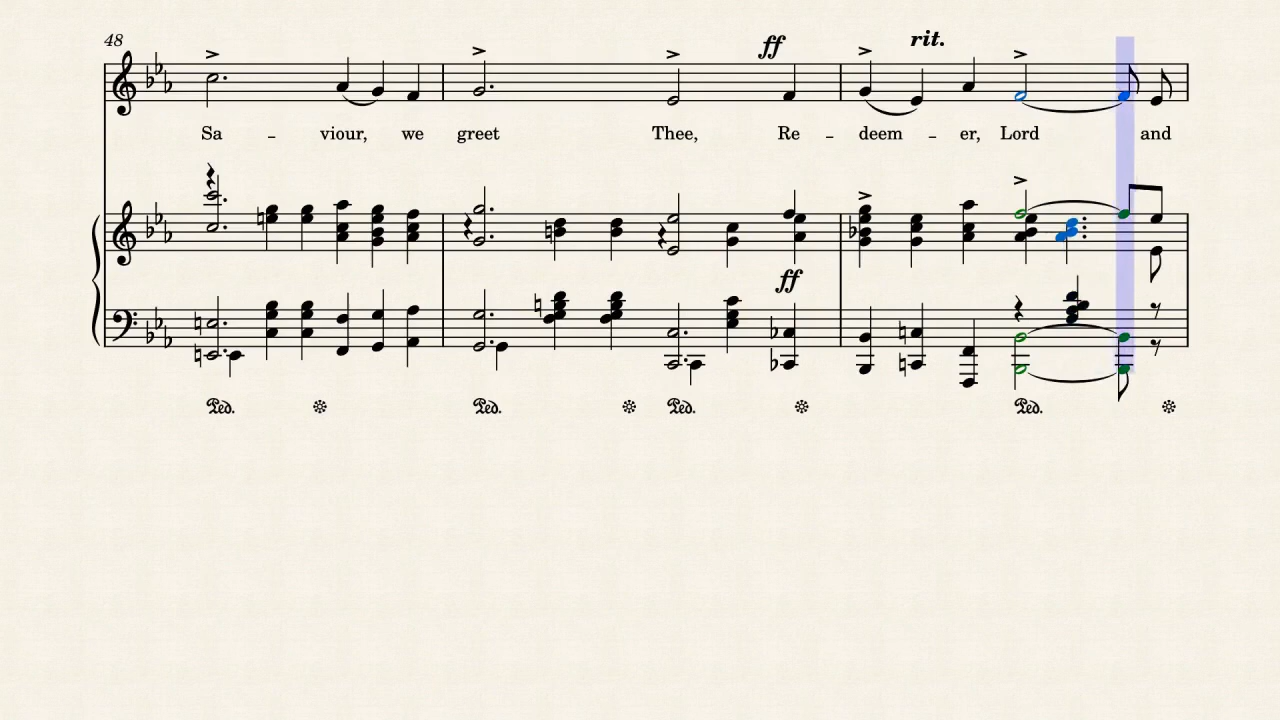 48
ff
rit.
Sa - viour, we greet Thee, Re - deem - er, Lord and
ff
Ped. Ped. Ped. Ped.